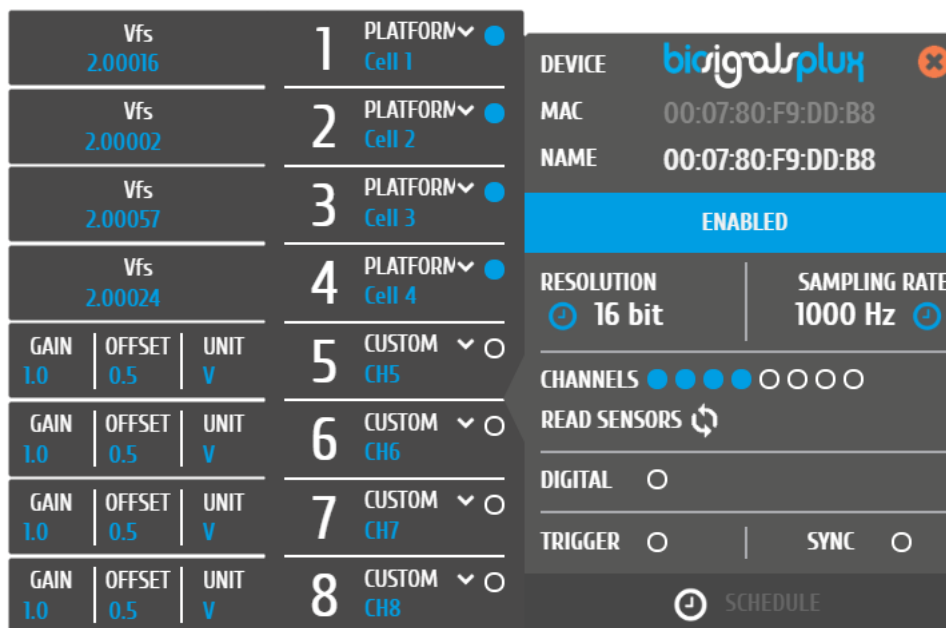 Vfs
2.00016
1 PLATFORM
Cell 1
Vfs
2.00002
2 PLATFORM
Cell 2
Vfs
2.00057
3 PLATFORM
Cell 3
Vfs
2.00024
4 PLATFORM
Cell 4
GAIN OFFSET UNIT
1.0 0.5 V
5 CUSTOM
CH5
GAIN OFFSET UNIT
1.0 0.5 V
6 CUSTOM
CH6
GAIN OFFSET UNIT
1.0 0.5 V
7 CUSTOM
CH7
GAIN OFFSET UNIT
1.0 0.5 V
8 CUSTOM
CH8
DEVICE biosignalsplux
MAC 00:07:80:F9:DD:B8
NAME 00:07:80:F9:DD:B8
ENABLED
RESOLUTION
16 bit
SAMPLING RATE
1000 Hz
CHANNELS
READ SENSORS
DIGITAL
TRIGGER SYNC
SCHEDULE